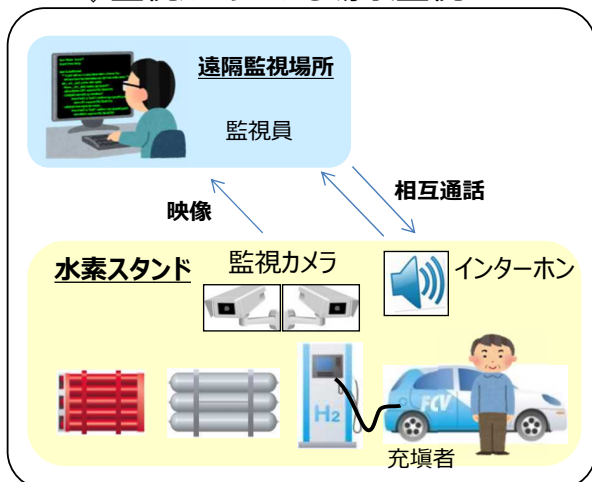 遠隔監視場所
監視員
映像
相互通話
水素スタンド
監視カメラ
インターホン
H2
FCV
充塡者